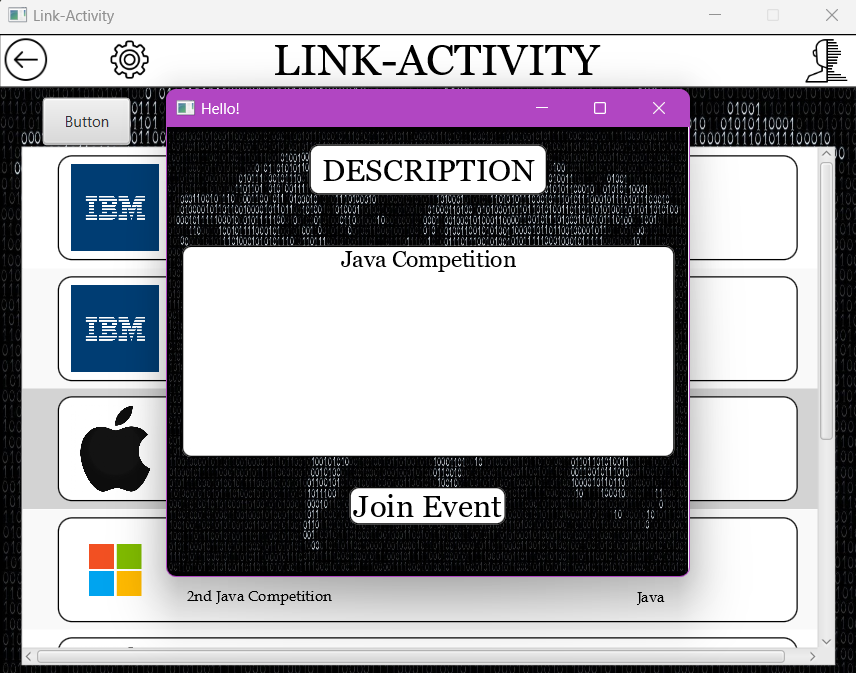 Link-Activity
LINK-ACTIVITY
Button
Hello!
DESCRIPTION
IBM
Java Competition
IBM
Join Event
2nd Java Competition
Java